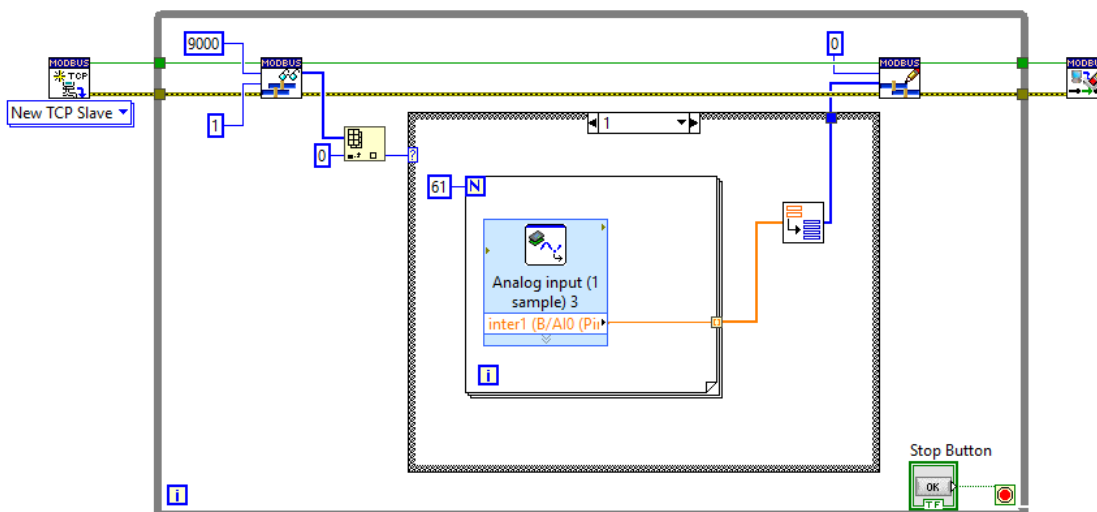 9000
0
MODBUS
TCP
MODBUS
MODBUS
MODBUS
New TCP Slave
1
1
0
?
61
N
Analog input (1
sample) 3
inter1 (B/AI0 (Pi
i
Stop Button
OK
TF
i